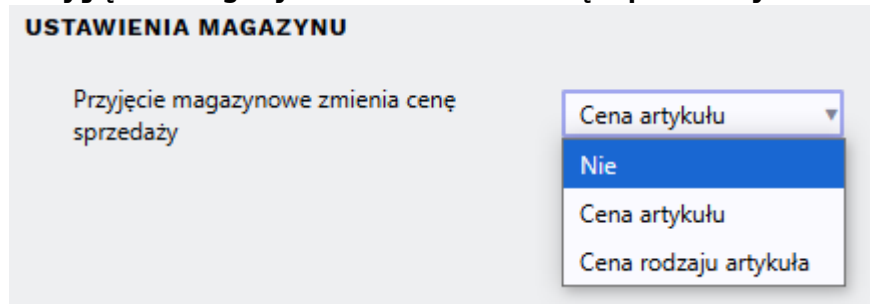 USTAWIENIA MAGAZYNU
Przyjęcie magazynowe zmienia cenę
sprzedaży
Cena artykułu
Nie
Cena artykułu
Cena rodzaju artykuła